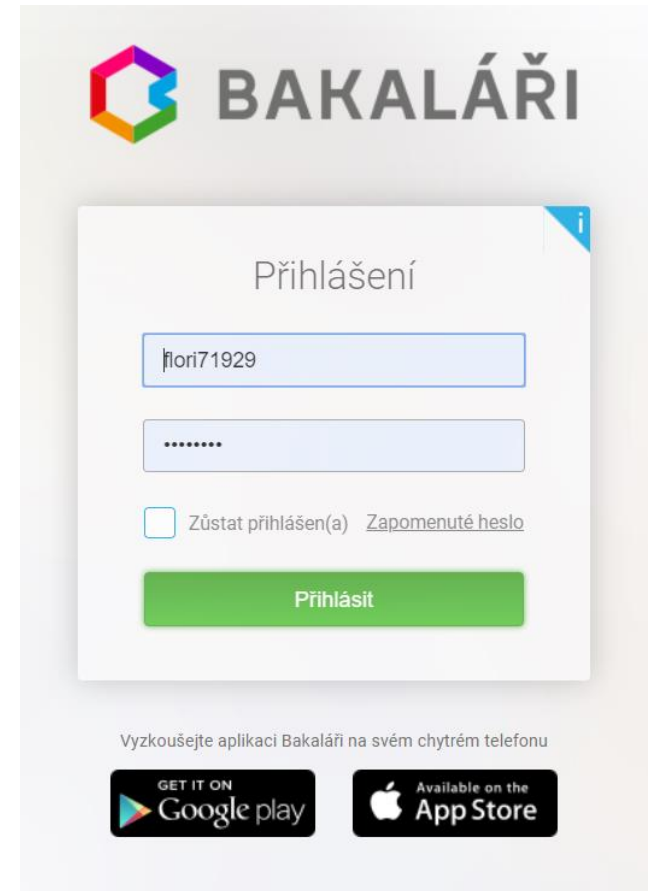 BAKALÁŘI
i
Přihlášení
flori71929
••••••••
Zůstat přihlášen(a) Zapomenuté heslo
Přihlásit
Vyzkoušejte aplikaci Bakaláři na svém chytrém telefonu
GET IT ON
Google play
Available on the
App Store